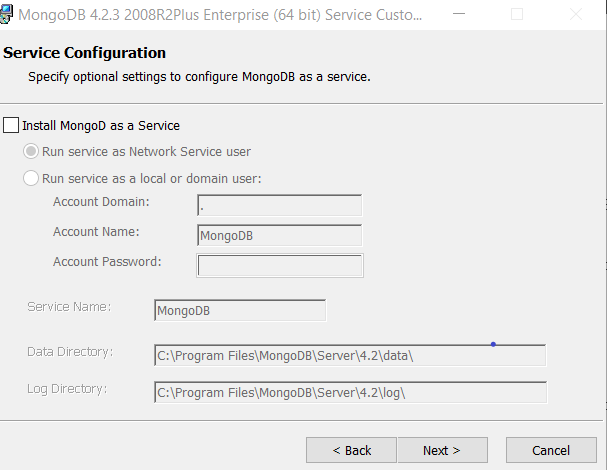 MongoDB 4.2.3 2008R2Plus Enterprise (64 bit) Service Custo...
Service Configuration
Specify optional settings to configure MongoDB as a service.
Install MongoD as a Service
Run service as Network Service user
Run service as a local or domain user:
Account Domain: .
Account Name: MongoDB
Account Password:
Service Name: MongoDB
Data Directory: C:\Program Files\MongoDB\Server\4.2\data\
Log Directory: C:\Program Files\MongoDB\Server\4.2\log\
< Back Next > Cancel